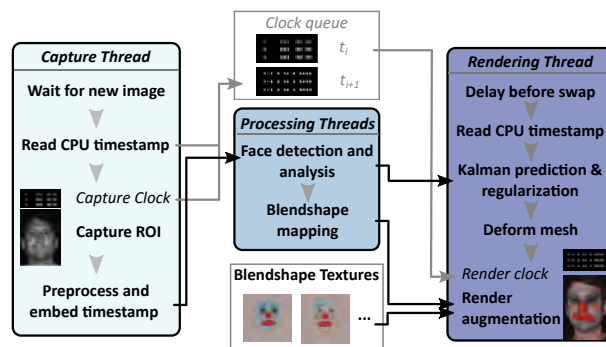 Capture Thread
Wait for new image
Read CPU timestamp
Capture Clock
Capture ROI
Preprocess and
embed timestamp
Clock queue
t_i
t_{i+1}
Processing Threads
Face detection and
analysis
Blendshape
mapping
Blendshape Textures
...
Rendering Thread
Delay before swap
Read CPU timestamp
Kalman prediction &
regularization
Deform mesh
Render clock
Render
augmentation